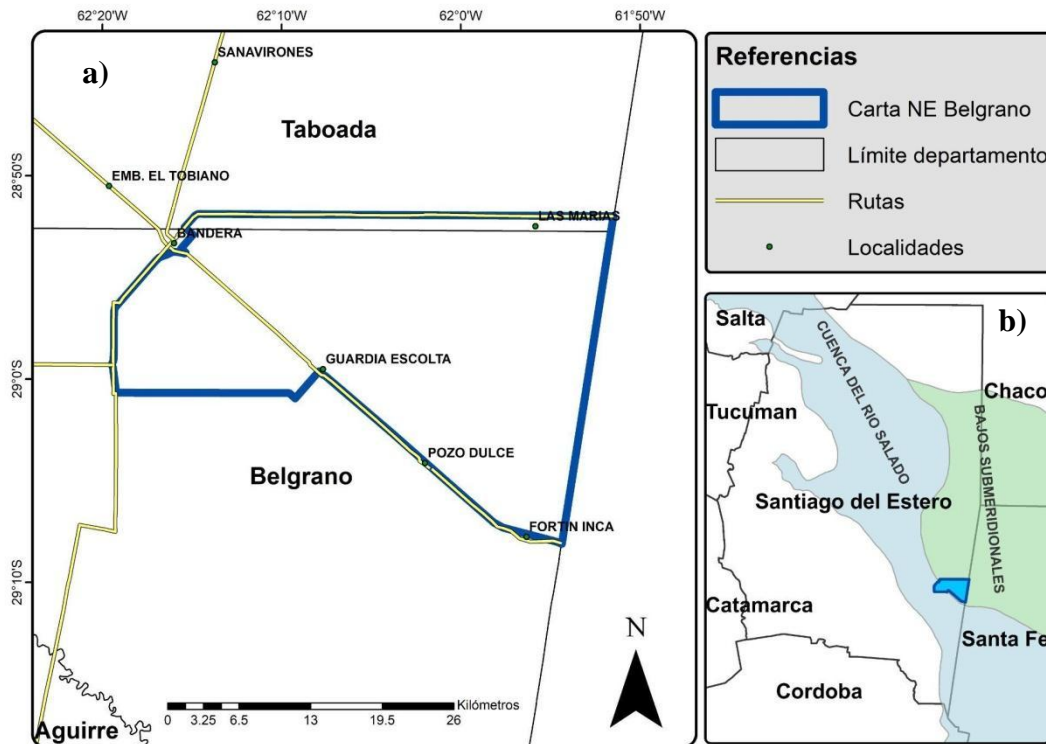 62°20'W
62°10'W
62°0'W
61°50'W
a)
SANAVIRONES
Taboada
28°50'S
EMB. EL TOBIANO
LAS MARIAS
BANDERA
GUARDIA ESCOLTA
29°0'S
POZO DULCE
Belgrano
FORTIN INCA
29°10'S
N
Kilómetros
0 3.25 6.5 13 19.5 26
Aguirre
Referencias
Carta NE Belgrano
Límite departamento
Rutas
Localidades
b)
Salta
CUENCA DEL RIO SALADO
Chaco
Tucuman
BAJOS SUBMERIDIONALES
Santiago del Estero
Catamarca
Santa Fe
Cordoba